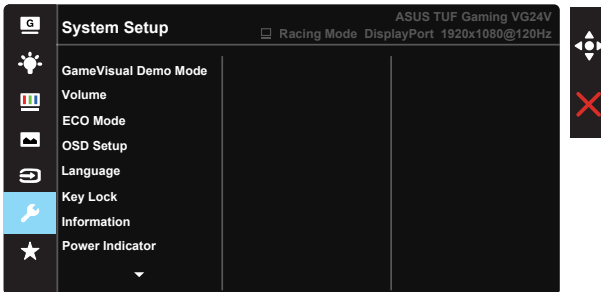 G
System Setup
ASUS TUF Gaming VG24V
Racing Mode DisplayPort 1920x1080@120Hz
GameVisual Demo Mode
Volume
ECO Mode
OSD Setup
Language
Key Lock
Information
Power Indicator